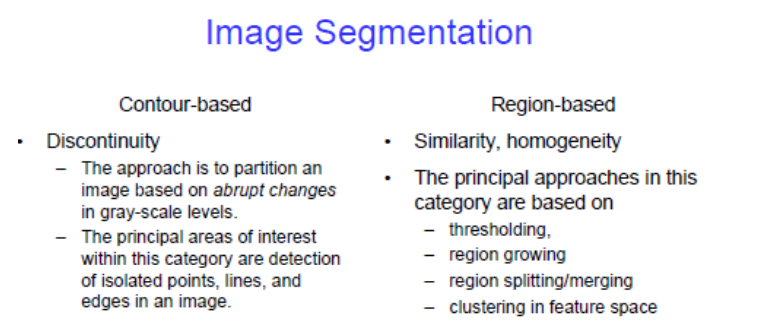 Image Segmentation
Contour-based
• Discontinuity
– The approach is to partition an
image based on abrupt changes
in gray-scale levels.
– The principal areas of interest
within this category are detection
of isolated points, lines, and
edges in an image.
Region-based
• Similarity, homogeneity
• The principal approaches in this
category are based on
– thresholding,
– region growing
– region splitting/merging
– clustering in feature space